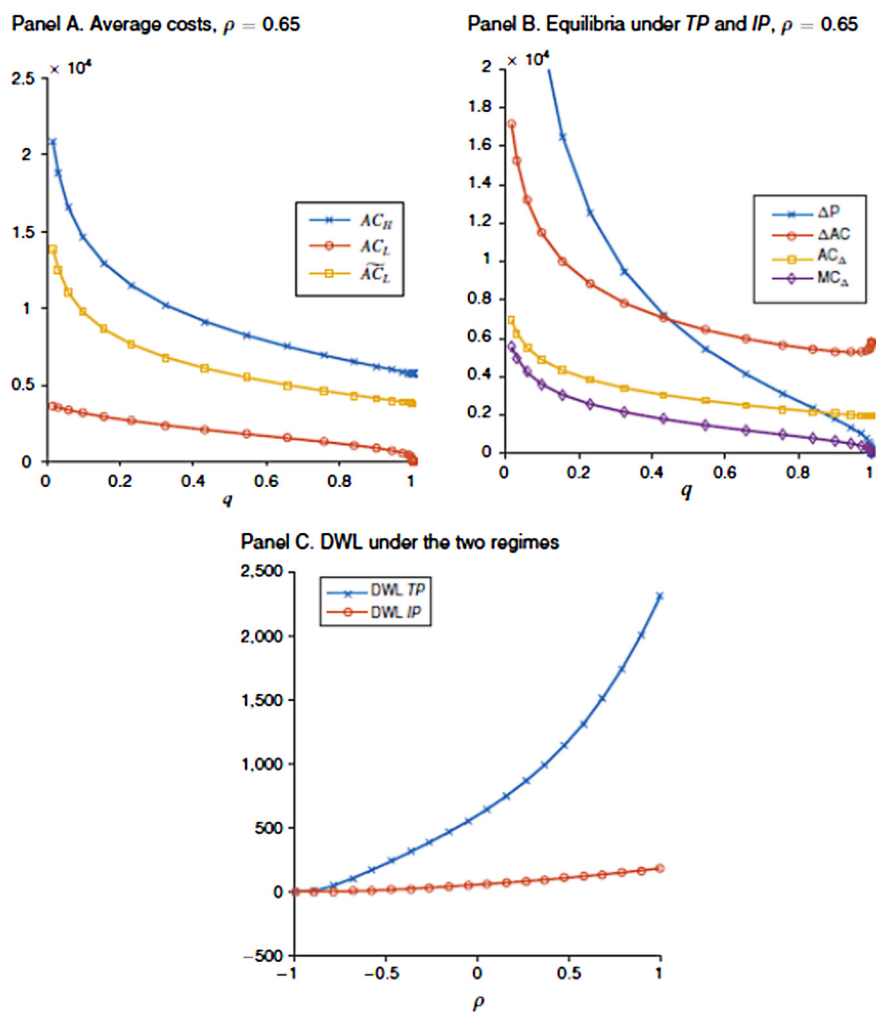 Panel A. Average costs, ρ = 0.65
× 10⁴
2.5
2
1.5
1
0.5
0
0
0.2
0.4
0.6
0.8
1
q
AC_H
AC_L
\widetilde{AC}_L
Panel B. Equilibria under TP and IP, ρ = 0.65
× 10⁴
2
1.8
1.6
1.4
1.2
1
0.8
0.6
0.4
0.2
0
0
0.2
0.4
0.6
0.8
1
q
ΔP
ΔAC
AC_Δ
MC_Δ
Panel C. DWL under the two regimes
2,500
2,000
1,500
1,000
500
0
−500
−1
−0.5
0
0.5
1
ρ
DWL TP
DWL IP